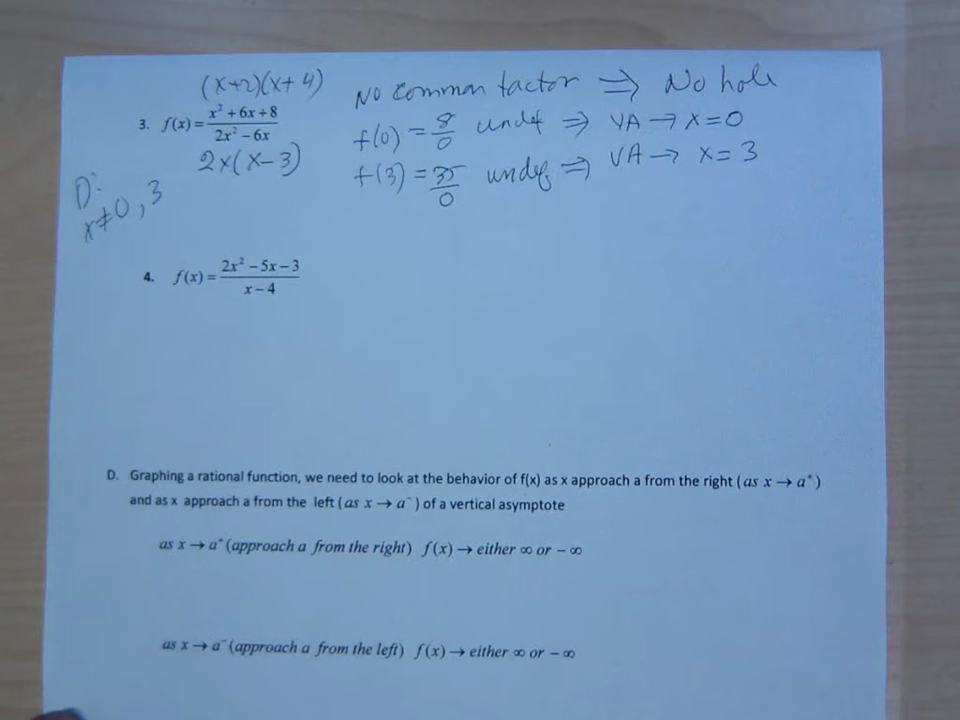 (x+2)(x+4)
No common factor ⇒ No hole
3. f(x) = (x² + 6x + 8)/(2x² − 6x)
f(0) = 8/0 undef ⇒ VA → x = 0
2x(x−3)
f(3) = 35/0 undef ⇒ VA → x = 3
D: x≠0, 3
4. f(x) = (2x² − 5x − 3)/(x − 4)
D. Graphing a rational function, we need to look at the behavior of f(x) as x approach a from the right (as x → a⁺)
and as x approach a from the left (as x → a⁻) of a vertical asymptote
as x → a⁺ (approach a from the right) f(x) → either ∞ or − ∞
as x → a⁻ (approach a from the left) f(x) → either ∞ or − ∞